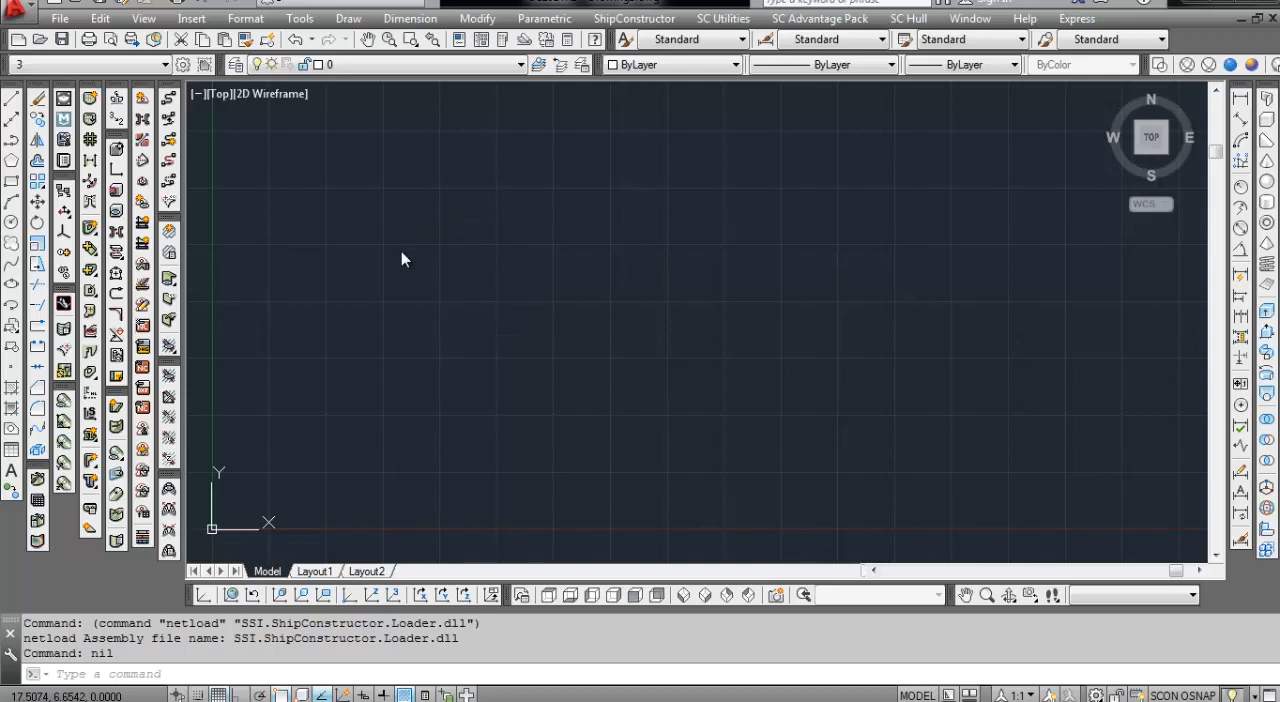 File Edit View Insert Format Tools Draw Dimension Modify Parametric ShipConstructor SC Utilities SC Advantage Pack SC Hull Window Help Express
Standard Standard Standard Standard
3 0 ByLayer ByLayer ByLayer ByColor
[−][Top][2D Wireframe]
N
W TOP E
S
WCS
Y
X
Model Layout1 Layout2
Command: (command "netload" "SSI.ShipConstructor.Loader.dll")
netload Assembly file name: SSI.ShipConstructor.Loader.dll
Command: nil
Type a command
17.5074, 6.6542, 0.0000 MODEL 1:1 SCON OSNAP